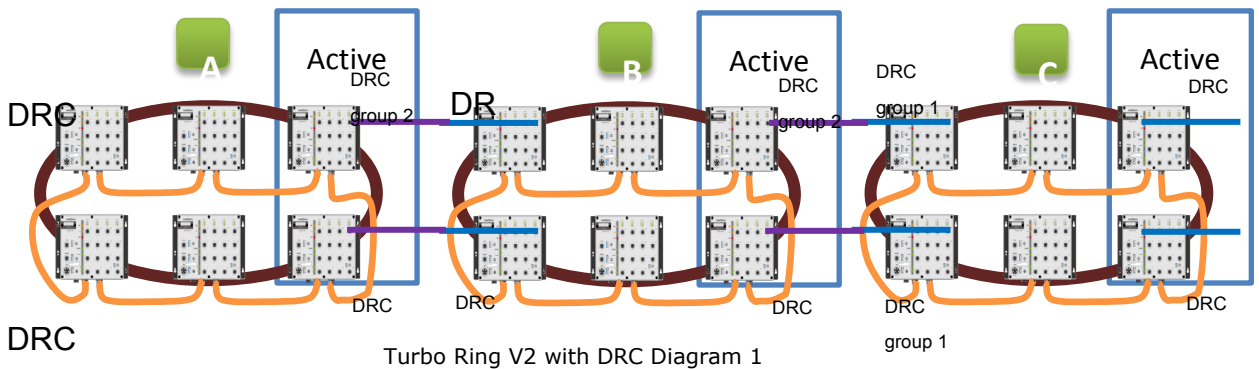 A
Active
DRC
group 2
DRC
DR
B
Active
DRC
group 2
DRC
group 1
C
Active
DRC
DRC
DRC
DRC
DRC
group 1
DRC
DRC
Turbo Ring V2 with DRC Diagram 1